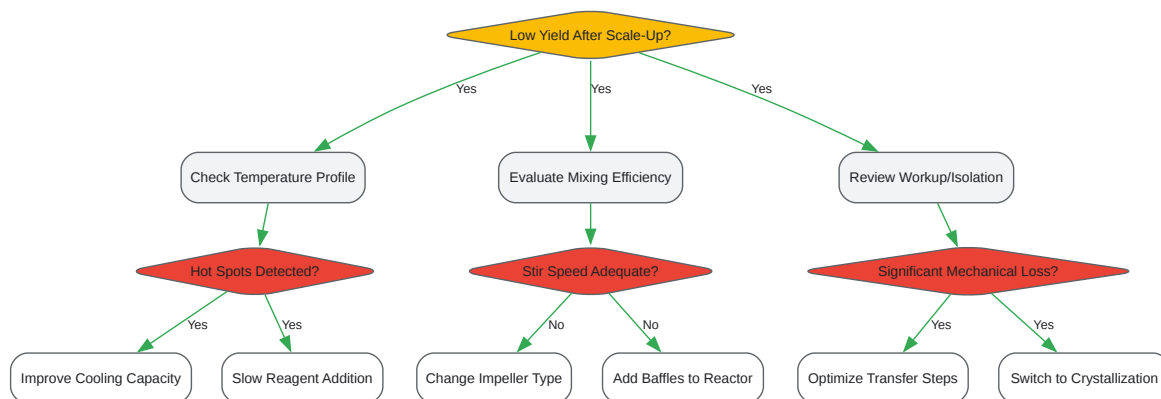 Low Yield After Scale-Up?
Yes
Yes
Yes
Check Temperature Profile
Evaluate Mixing Efficiency
Review Workup/Isolation
Hot Spots Detected?
Stir Speed Adequate?
Significant Mechanical Loss?
Yes
Yes
No
No
Yes
Yes
Improve Cooling Capacity
Slow Reagent Addition
Change Impeller Type
Add Baffles to Reactor
Optimize Transfer Steps
Switch to Crystallization